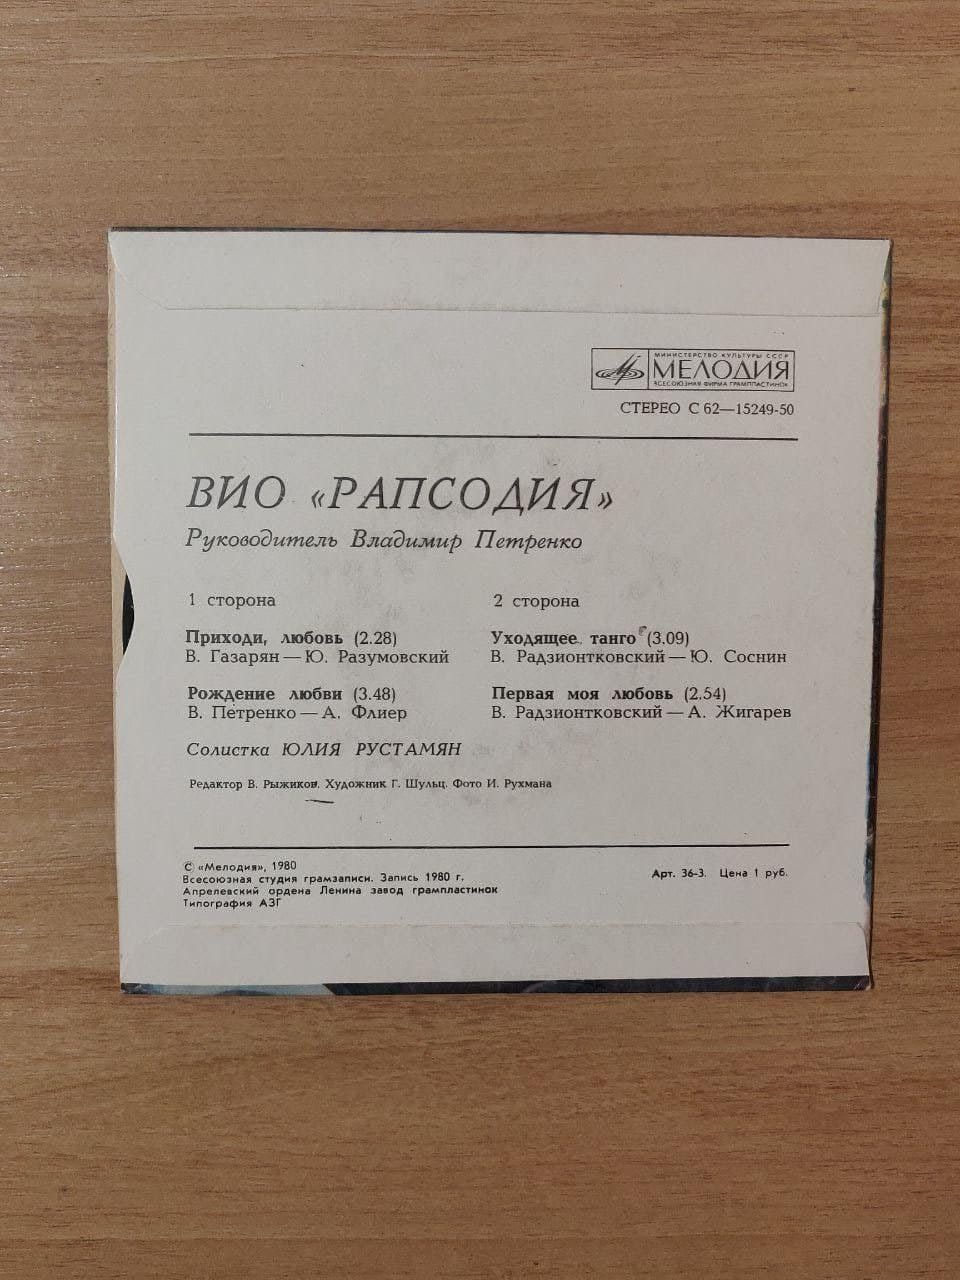 МИНИСТЕРСТВО КУЛЬТУРЫ СССР
МЕЛОДИЯ
ВСЕСОЮЗНАЯ ФИРМА ГРАМПЛАСТИНОК
СТЕРЕО С 62—15249-50
ВИО «РАПСОДИЯ»
Руководитель Владимир Петренко
1 сторона
Приходи, любовь (2.28)
В. Газарян — Ю. Разумовский
Рождение любви (3.48)
В. Петренко — А. Флиер
2 сторона
Уходящее танго (3.09)
В. Радзионтковский — Ю. Соснин
Первая моя любовь (2.54)
В. Радзионтковский — А. Жигарев
Солистка ЮЛИЯ РУСТАМЯН
Редактор В. Рыжиков. Художник Г. Шульц. Фото И. Рухмана
© «Мелодия», 1980
Всесоюзная студия грамзаписи. Запись 1980 г.
Апрелевский ордена Ленина завод грампластинок
Типография АЗГ
Арт. 36-3. Цена 1 руб.